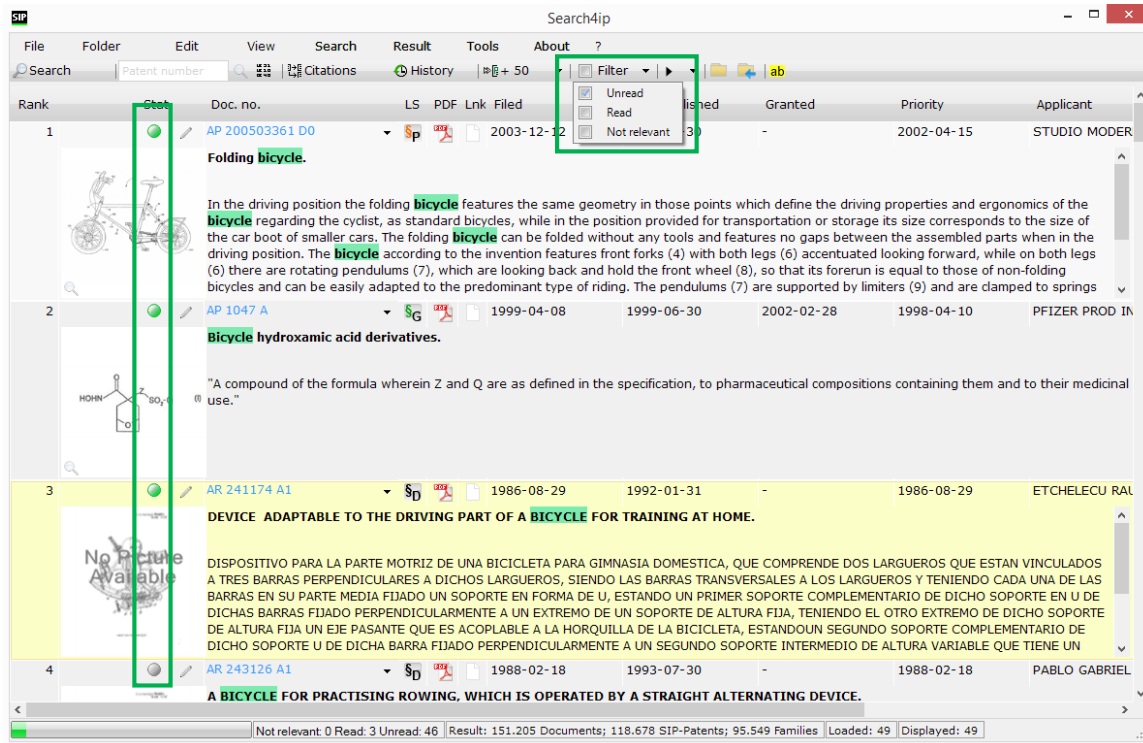 SIP Search4ip
File Folder Edit View Search Result Tools About ?
Search Patent number Citations History + 50 Filter ab
Unread
Read
Not relevant
Rank Stat Doc. no. LS PDF Lnk Filed lished Granted Priority Applicant
1 AP 200503361 D0 §P PDF 2003-12-12 -30 - 2002-04-15 STUDIO MODER
Folding bicycle.
In the driving position the folding bicycle features the same geometry in those points which define the driving properties and ergonomics of the
bicycle regarding the cyclist, as standard bicycles, while in the position provided for transportation or storage its size corresponds to the size of
the car boot of smaller cars. The folding bicycle can be folded without any tools and features no gaps between the assembled parts when in the
driving position. The bicycle according to the invention features front forks (4) with both legs (6) accentuated looking forward, while on both legs
(6) there are rotating pendulums (7), which are looking back and hold the front wheel (8), so that its forerun is equal to those of non-folding
bicycles and can be easily adapted to the predominant type of riding. The pendulums (7) are supported by limiters (9) and are clamped to springs
2 AP 1047 A §G PDF 1999-04-08 1999-06-30 2002-02-28 1998-04-10 PFIZER PROD IN
Bicycle hydroxamic acid derivatives.
"A compound of the formula wherein Z and Q are as defined in the specification, to pharmaceutical compositions containing them and to their medicinal
use."
O
HOHN Z SO₂-Q (I)
O
3 AR 241174 A1 §D PDF 1986-08-29 1992-01-31 - 1986-08-29 ETCHELECU RAU
DEVICE ADAPTABLE TO THE DRIVING PART OF A BICYCLE FOR TRAINING AT HOME.
No Picture
Available
DISPOSITIVO PARA LA PARTE MOTRIZ DE UNA BICICLETA PARA GIMNASIA DOMESTICA, QUE COMPRENDE DOS LARGUEROS QUE ESTAN VINCULADOS
A TRES BARRAS PERPENDICULARES A DICHOS LARGUEROS, SIENDO LAS BARRAS TRANSVERSALES A LOS LARGUEROS Y TENIENDO CADA UNA DE LAS
BARRAS EN SU PARTE MEDIA FIJADO UN SOPORTE EN FORMA DE U, ESTANDO UN PRIMER SOPORTE COMPLEMENTARIO DE DICHO SOPORTE EN U DE
DICHAS BARRAS FIJADO PERPENDICULARMENTE A UN EXTREMO DE UN SOPORTE DE ALTURA FIJA, TENIENDO EL OTRO EXTREMO DE DICHO SOPORTE
DE ALTURA FIJA UN EJE PASANTE QUE ES ACOPLABLE A LA HORQUILLA DE LA BICICLETA, ESTANDOUN SEGUNDO SOPORTE COMPLEMENTARIO DE
DICHO SOPORTE U DE DICHA BARRA FIJADO PERPENDICULARMENTE A UN SEGUNDO SOPORTE INTERMEDIO DE ALTURA VARIABLE QUE TIENE UN
4 AR 243126 A1 §D PDF 1988-02-18 1993-07-30 - 1988-02-18 PABLO GABRIEL
A BICYCLE FOR PRACTISING ROWING, WHICH IS OPERATED BY A STRAIGHT ALTERNATING DEVICE.
Not relevant: 0 Read: 3 Unread: 46 Result: 151.205 Documents; 118.678 SIP-Patents; 95.549 Families Loaded: 49 Displayed: 49